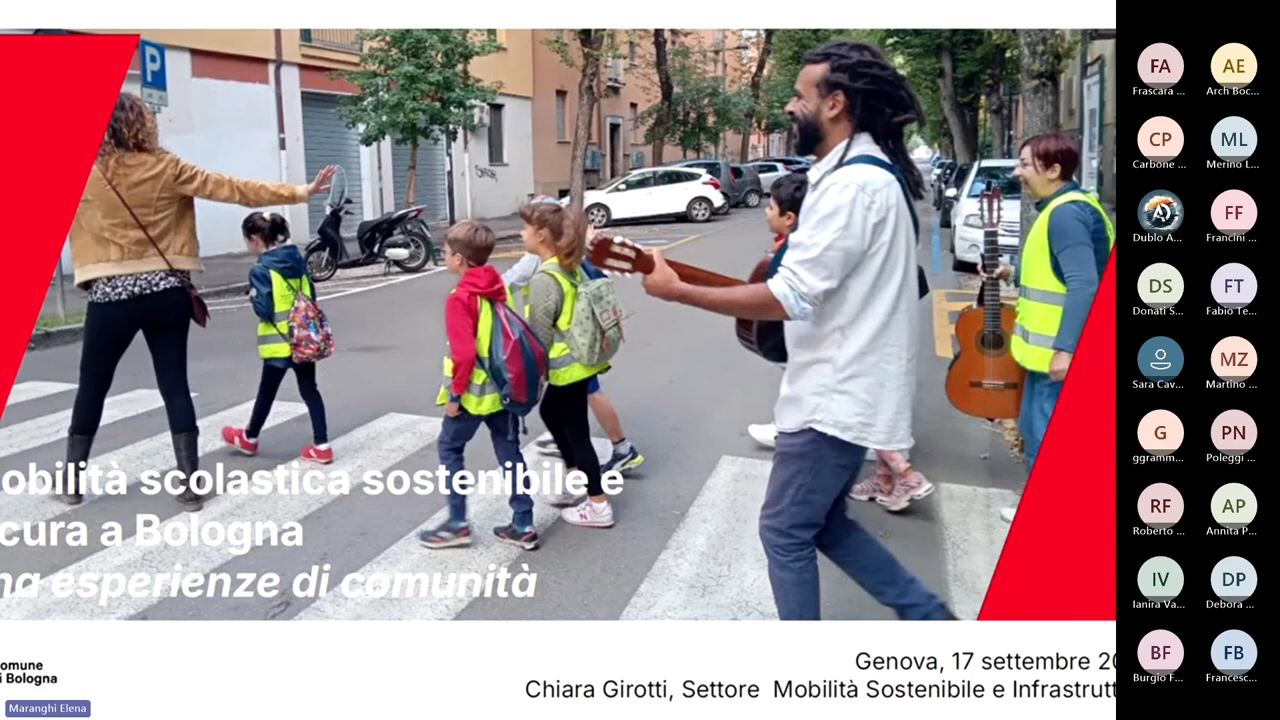 P
obilità scolastica sostenibile e
cura a Bologna
na esperienze di comunità
omune
i Bologna
Genova, 17 settembre 20
Chiara Girotti, Settore Mobilità Sostenibile e Infrastrutt
Maranghi Elena
FA
Frascara ...
AE
Arch Boc...
CP
Carbone ...
ML
Merino L...
Dublo A...
FF
Francini ...
DS
Donati S...
FT
Fabio Te...
Sara Cav...
MZ
Martino ...
G
ggramm...
PN
Poleggi ...
RF
Roberto ...
AP
Annita P...
IV
Ianira Va...
DP
Debora ...
BF
Burgio F...
FB
Francesc...